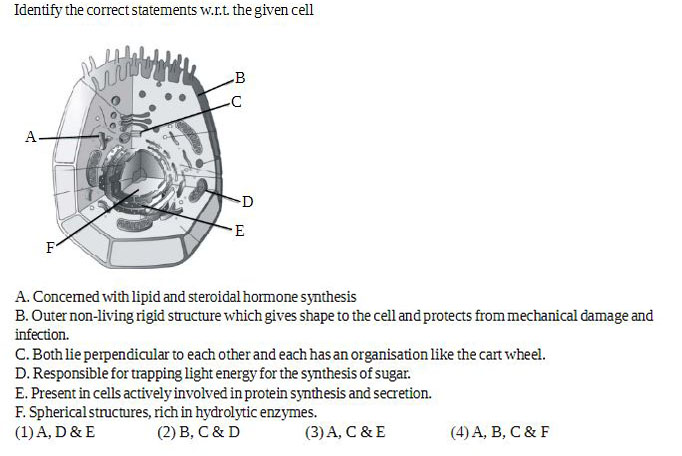 Identify the correct statements w.r.t. the given cell
B
C
A
D
E
F
A. Concerned with lipid and steroidal hormone synthesis
B. Outer non-living rigid structure which gives shape to the cell and protects from mechanical damage and
infection.
C. Both lie perpendicular to each other and each has an organisation like the cart wheel.
D. Responsible for trapping light energy for the synthesis of sugar.
E. Present in cells actively involved in protein synthesis and secretion.
F. Spherical structures, rich in hydrolytic enzymes.
(1) A, D & E (2) B, C & D (3) A, C & E (4) A, B, C & F